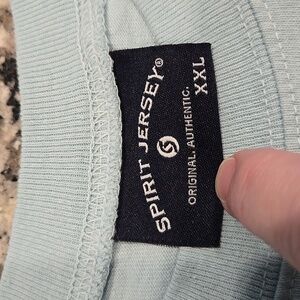 SPIRIT JERSEY®
ORIGINAL. AUTHENTIC.
XXL